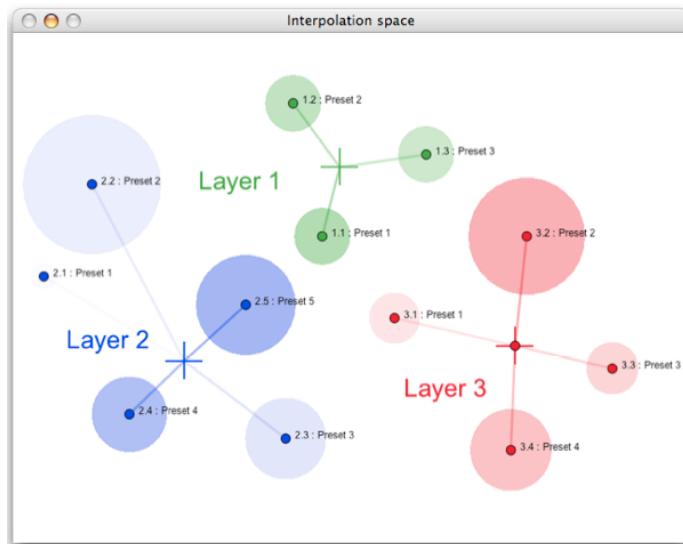 Interpolation space
1.2 : Preset 2
1.3 : Preset 3
Layer 1
2.2 : Preset 2
1.1 : Preset 1
3.2 : Preset 2
2.1 : Preset 1
2.5 : Preset 5
3.1 : Preset 1
Layer 2
3.3 : Preset 3
Layer 3
2.4 : Preset 4
2.3 : Preset 3
3.4 : Preset 4